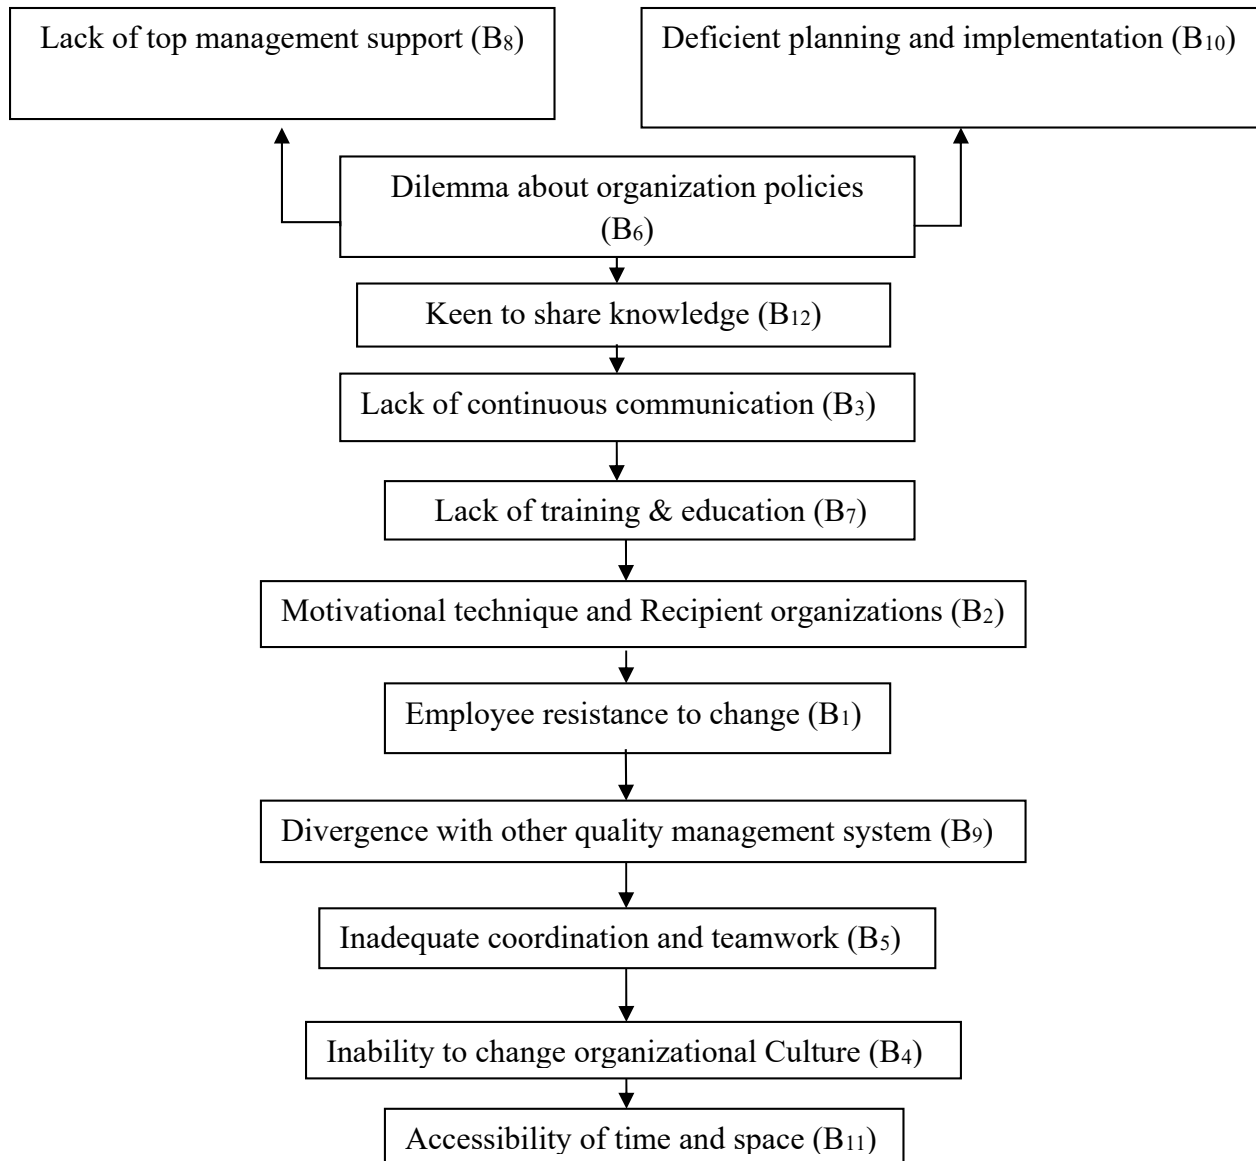 Lack of top management support (B₈)
Deficient planning and implementation (B₁₀)
Dilemma about organization policies
(B₆)
Keen to share knowledge (B₁₂)
Lack of continuous communication (B₃)
Lack of training & education (B₇)
Motivational technique and Recipient organizations (B₂)
Employee resistance to change (B₁)
Divergence with other quality management system (B₉)
Inadequate coordination and teamwork (B₅)
Inability to change organizational Culture (B₄)
Accessibility of time and space (B₁₁)